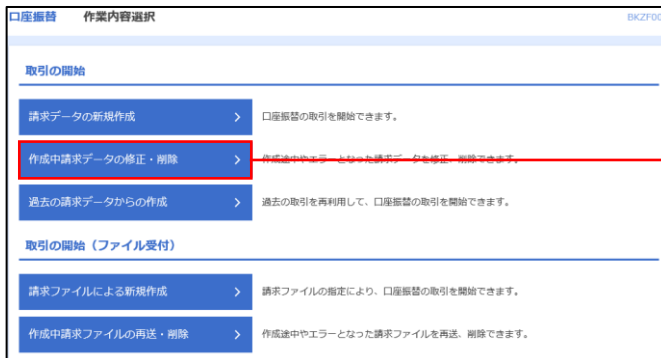 口座振替 作業内容選択 BKZF00
取引の開始
請求データの新規作成 口座振替の取引を開始できます。
作成中請求データの修正・削除 作成途中やエラーとなった請求データを修正、削除できます。
過去の請求データからの作成 過去の取引を再利用して、口座振替の取引を開始できます。
取引の開始（ファイル受付）
請求ファイルによる新規作成 請求ファイルの指定により、口座振替の取引を開始できます。
作成中請求ファイルの再送・削除 作成途中やエラーとなった請求ファイルを再送、削除できます。